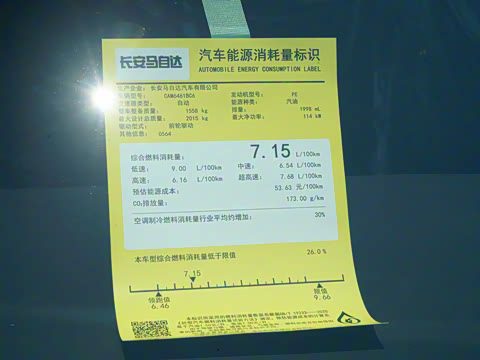 长安马自达
汽车能源消耗量标识
AUTOMOBILE ENERGY CONSUMPTION LABEL
生产企业: 长安马自达汽车有限公司
车辆型号: CAM6461BC6 发动机型号: PE
变速器类型: 自动 能源种类: 汽油
整车整备质量: 1558 kg 排量: 1998 mL
最大设计总质量: 2015 kg 最大净功率: 114 kW
驱动型式: 前轮驱动
其他信息: G564
综合燃料消耗量: 7.15 L/100km
低速: 9.00 L/100km 中速: 6.54 L/100km
高速: 6.16 L/100km 超高速: 7.68 L/100km
预估能源成本: 53.63 元/100km
CO₂排放量: 173.00 g/km
空调制冷燃料消耗量行业平均约增加: 30%
本车型综合燃料消耗量低于限值 26.0%
7.15
领跑值
6.46
限值
9.66